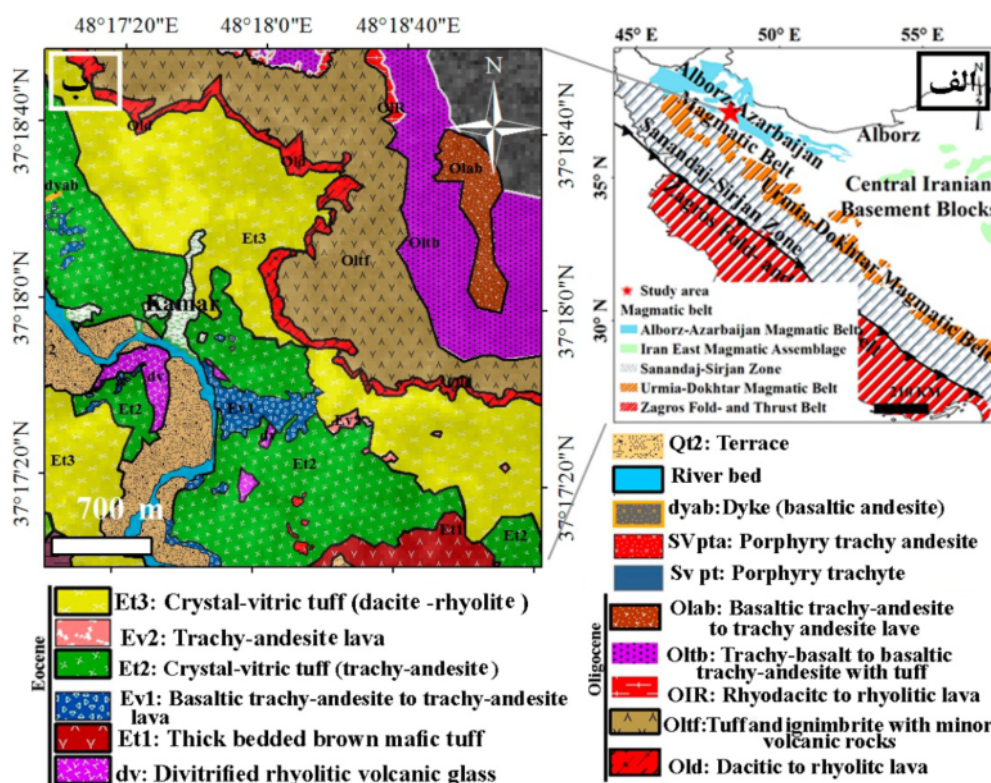 48°17'20"E
48°18'0"E
48°18'40"E
ب
N
37°18'40"N
37°18'0"N
37°17'20"N
37°18'40"N
37°18'0"N
37°17'20"N
Old
Old
OIR
Olab
dyab
Et3
Oltf
Oltb
Kamar
2
dv
Et2
Ev1
Et3
Et2
Et1
Et2
700 m
45°E
50°E
55°E
35°N
30°N
الف
N
Alborz-Azarbaijan
Magmatic Belt
Alborz
Sanandaj-Sirjan Zone
Urmia-Dokhtar Magmatic Belt
Central Iranian
Basement Blocks
Zagros Fold- and
elt
Study area
Magmatic belt
Alborz-Azarbaijan Magmatic Belt
Iran East Magmatic Assemblage
Sanandaj-Sirjan Zone
Urmia-Dokhtar Magmatic Belt
Zagros Fold- and Thrust Belt
210 KM
Eocene
Et3: Crystal-vitric tuff (dacite -rhyolite )
Ev2: Trachy-andesite lava
Et2: Crystal-vitric tuff (trachy-andesite)
Ev1: Basaltic trachy-andesite to trachy-andesite
lava
Et1: Thick bedded brown mafic tuff
dv: Divitrified rhyolitic volcanic glass
Qt2: Terrace
River bed
dyab: Dyke (basaltic andesite)
SVpta: Porphyry trachy andesite
Sv pt: Porphyry trachyte
Oligocene
Olab: Basaltic trachy-andesite
to trachy andesite lave
Oltb: Trachy-basalt to basaltic
trachy-andesite with tuff
OIR: Rhyodacitc to rhyolitic lava
Oltf:Tuff and ignimbrite with minor
volcanic rocks
Old: Dacitic to rhyolitc lava